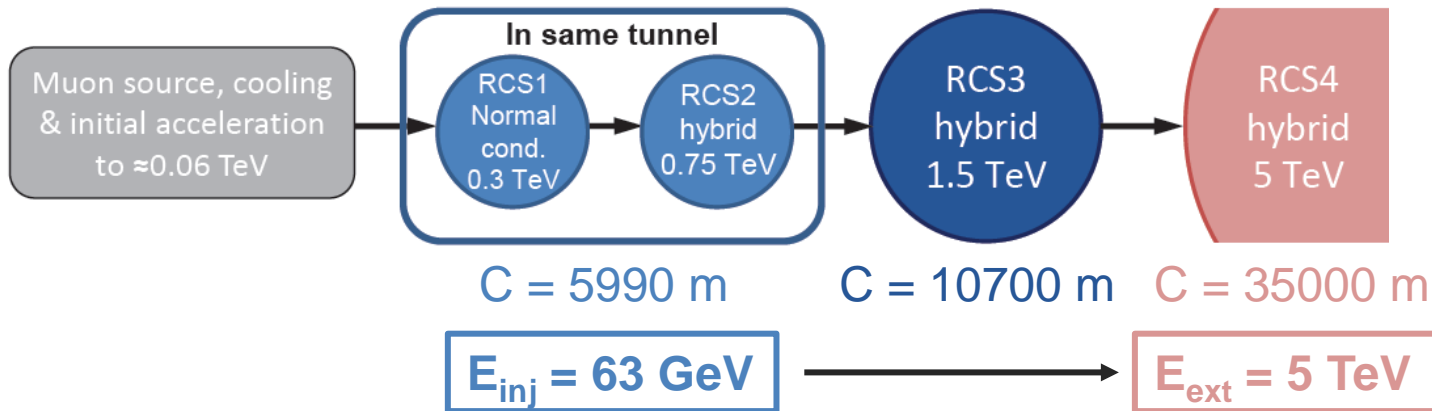 In same tunnel
Muon source, cooling
& initial acceleration
to ≈0.06 TeV
RCS1
Normal
cond.
0.3 TeV
RCS2
hybrid
0.75 TeV
RCS3
hybrid
1.5 TeV
RCS4
hybrid
5 TeV
C = 5990 m
C = 10700 m
C = 35000 m
E_inj = 63 GeV
E_ext = 5 TeV